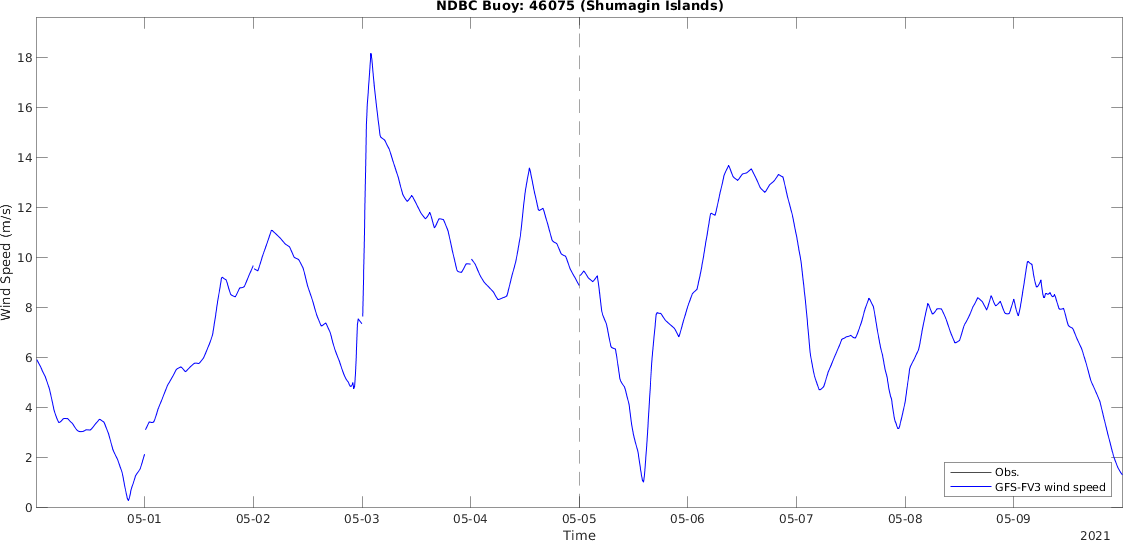 NDBC Buoy: 46075 (Shumagin Islands)
Wind Speed (m/s)
18
16
14
12
10
8
6
4
2
0
05-01 05-02 05-03 05-04 05-05 05-06 05-07 05-08 05-09
Time
2021
Obs.
GFS-FV3 wind speed